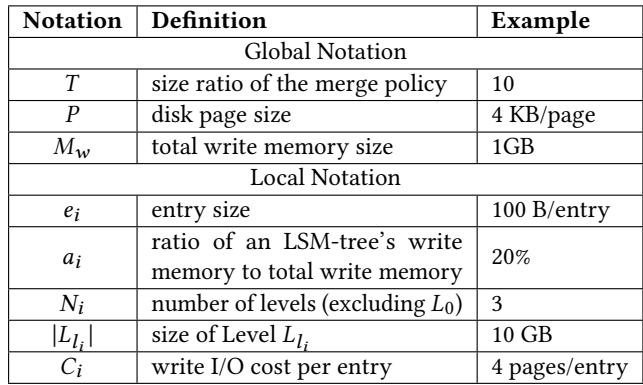 Notation Definition Example
Global Notation
T size ratio of the merge policy 10
P disk page size 4 KB/page
M_w total write memory size 1GB
Local Notation
e_i entry size 100 B/entry
a_i ratio of an LSM-tree's write memory to total write memory 20%
N_i number of levels (excluding L_0) 3
|L_{l_i}| size of Level L_{l_i} 10 GB
C_i write I/O cost per entry 4 pages/entry